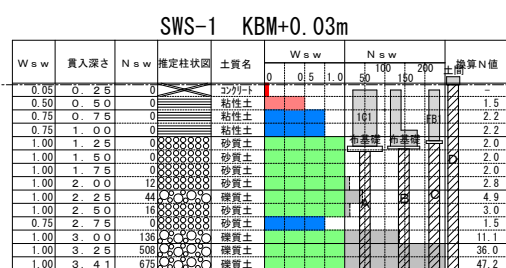 SWS-1 KBM+0.03m
Wsw 貫入深さ Nsw 推定柱状図 土質名 Wsw Nsw 換算N値
0 0.5 1.0 50 100 150 200 土間
0.05 0.25 0 コンクリート -
0.50 0.50 0 粘性土 1.5
0.75 0.75 0 粘性土 2.2
0.75 1.00 0 粘性土 2.2
1.00 1.25 0 砂質土 2.0
1.00 1.50 0 砂質土 2.0
1.00 1.75 0 砂質土 2.0
1.00 2.00 12 砂質土 2.8
1.00 2.25 44 礫質土 4.9
1.00 2.50 16 砂質土 3.0
0.75 2.75 0 砂質土 1.5
1.00 3.00 136 礫質土 11.1
1.00 3.25 508 礫質土 36.0
1.00 3.41 675 礫質土 47.2
1C1 FB1
布基礎 布基礎
A B C D